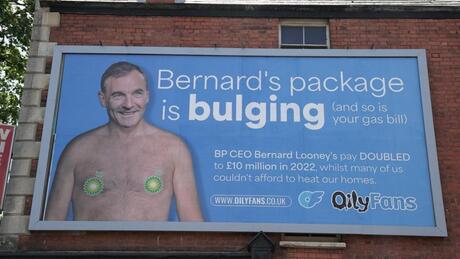 Bernard's package
is bulging (and so is
your gas bill)
BP CEO Bernard Looney's pay DOUBLED
to £10 million in 2022, whilst many of us
couldn't afford to heat our homes.
WWW.OILYFANS.CO.UK
OilyFans